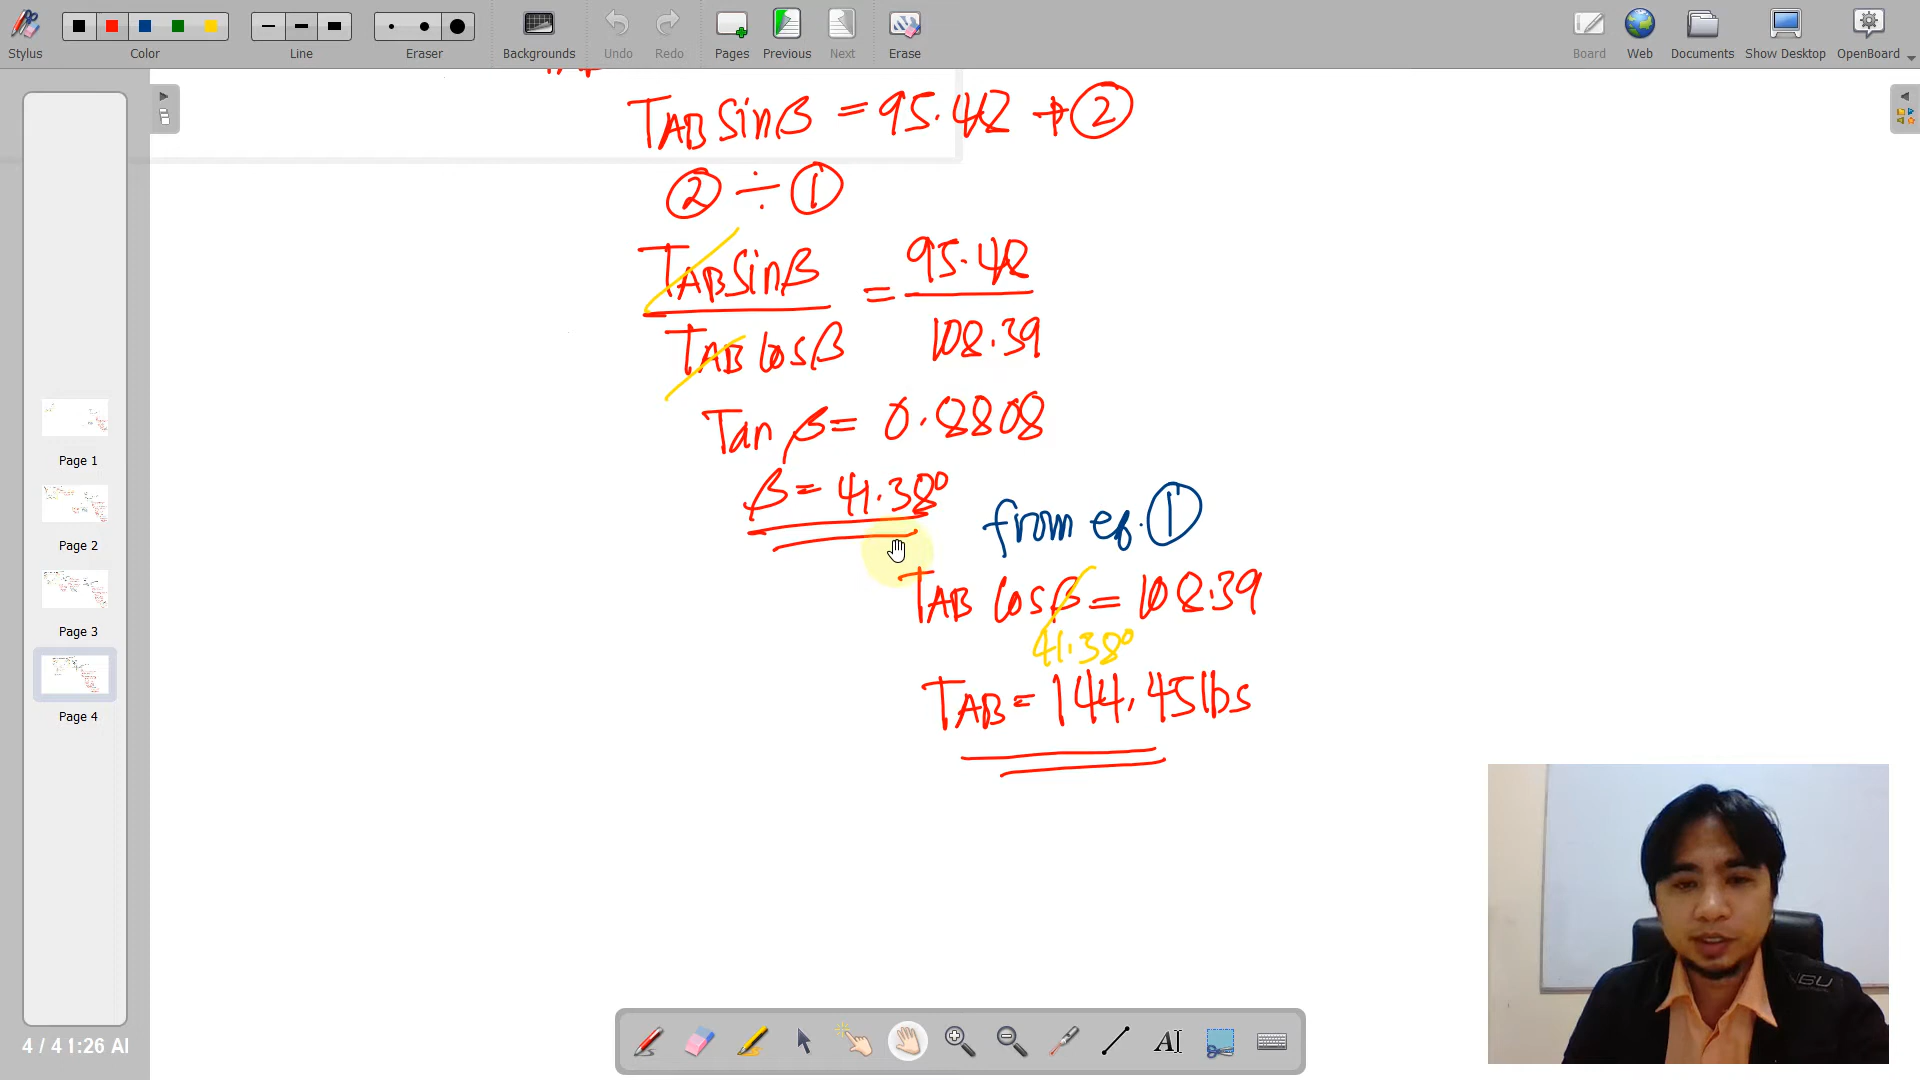 Stylus Color Line Eraser Backgrounds Undo Redo Pages Previous Next Erase Board Web Documents Show Desktop OpenBoard
TAB Sinβ = 95.42 → ②
② ÷ ①
TAB Sinβ = 95.42
TAB Cosβ 108.39
Tan β = 0.8808
β = 41.38°
from eq. ①
TAB Cosβ = 108.39
41.38°
TAB = 144.45 lbs
Page 1
Page 2
Page 3
Page 4
4 / 4 1:26 AI